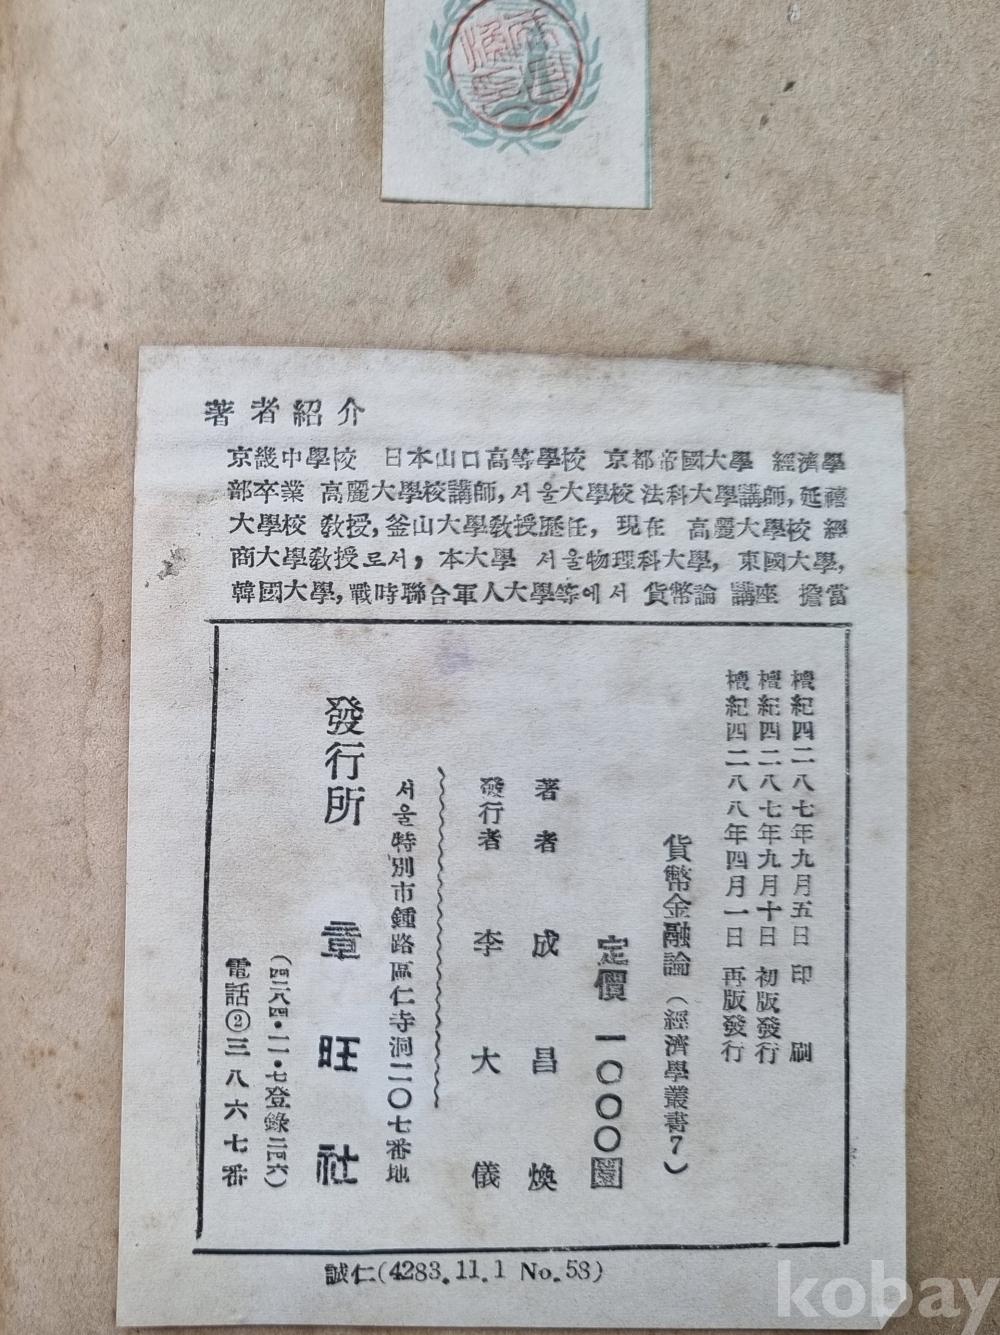 著者紹介
京畿中學校 日本山口高等學校 京都帝國大學 經濟學
部卒業 高麗大學校講師, 서울大學校 法科大學講師, 延禧
大學校 教授, 釜山大學教授歷任, 現在 高麗大學校 經
商大學教授로서, 本大學 서울物理科大學, 東國大學,
韓國大學, 戰時聯合軍人大學等에서 貨幣論 講座 擔當
檀紀四二八七年九月五日 印刷
檀紀四二八七年九月十日 初版發行
檀紀四二八八年四月一日 再版發行
貨幣金融論 (經濟學叢書7)
定價 一〇〇〇圜
著者 成昌煥
發行者 李大儀
서울特別市鍾路區仁寺洞二〇七番地
發行所 章旺社
(四二八四・一一・七登錄二四六)
電話②三八六七番
誠仁(4283.11.1 No.53)
kobay